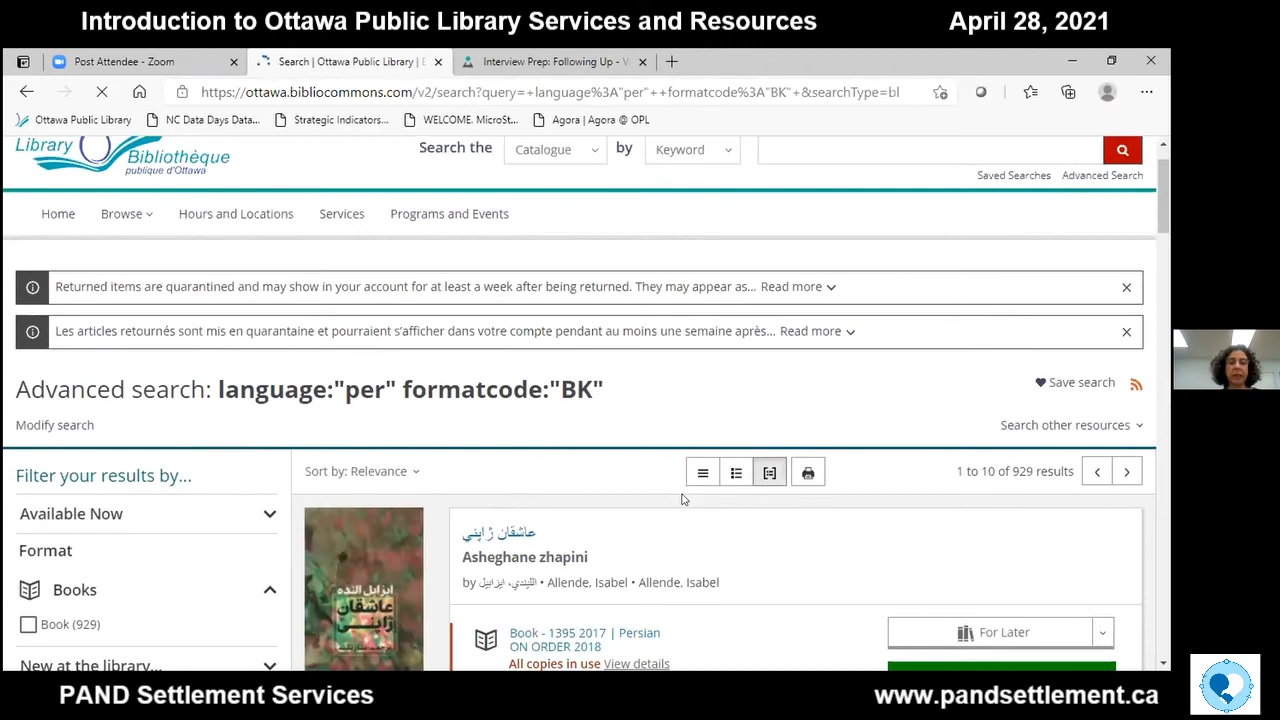 Introduction to Ottawa Public Library Services and Resources April 28, 2021
Post Attendee - Zoom
Search | Ottawa Public Library | B
Interview Prep: Following Up - V
https://ottawa.bibliocommons.com/v2/search?query=+language%3A"per"++formatcode%3A"BK"+&searchType=bl
Ottawa Public Library
NC Data Days Data...
Strategic Indicators...
WELCOME. MicroSt...
Agora | Agora @ OPL
Library
Bibliothèque
publique d'Ottawa
Search the Catalogue by Keyword
Saved Searches Advanced Search
Home Browse Hours and Locations Services Programs and Events
Returned items are quarantined and may show in your account for at least a week after being returned. They may appear as... Read more
Les articles retournés sont mis en quarantaine et pourraient s'afficher dans votre compte pendant au moins une semaine après... Read more
Advanced search: language:"per" formatcode:"BK"
Save search
Modify search
Search other resources
Filter your results by...
Sort by: Relevance
1 to 10 of 929 results
Available Now
Format
Books
Book (929)
New at the library...
ایزابل آلنده
عاشقان
ژاپنی
عاشقان ژاپني
Asheghane zhapini
by اللیندي، ایزابیل • Allende, Isabel • Allende, Isabel
Book - 1395 2017 | Persian
ON ORDER 2018
All copies in use View details
For Later
PAND Settlement Services
www.pandsettlement.ca